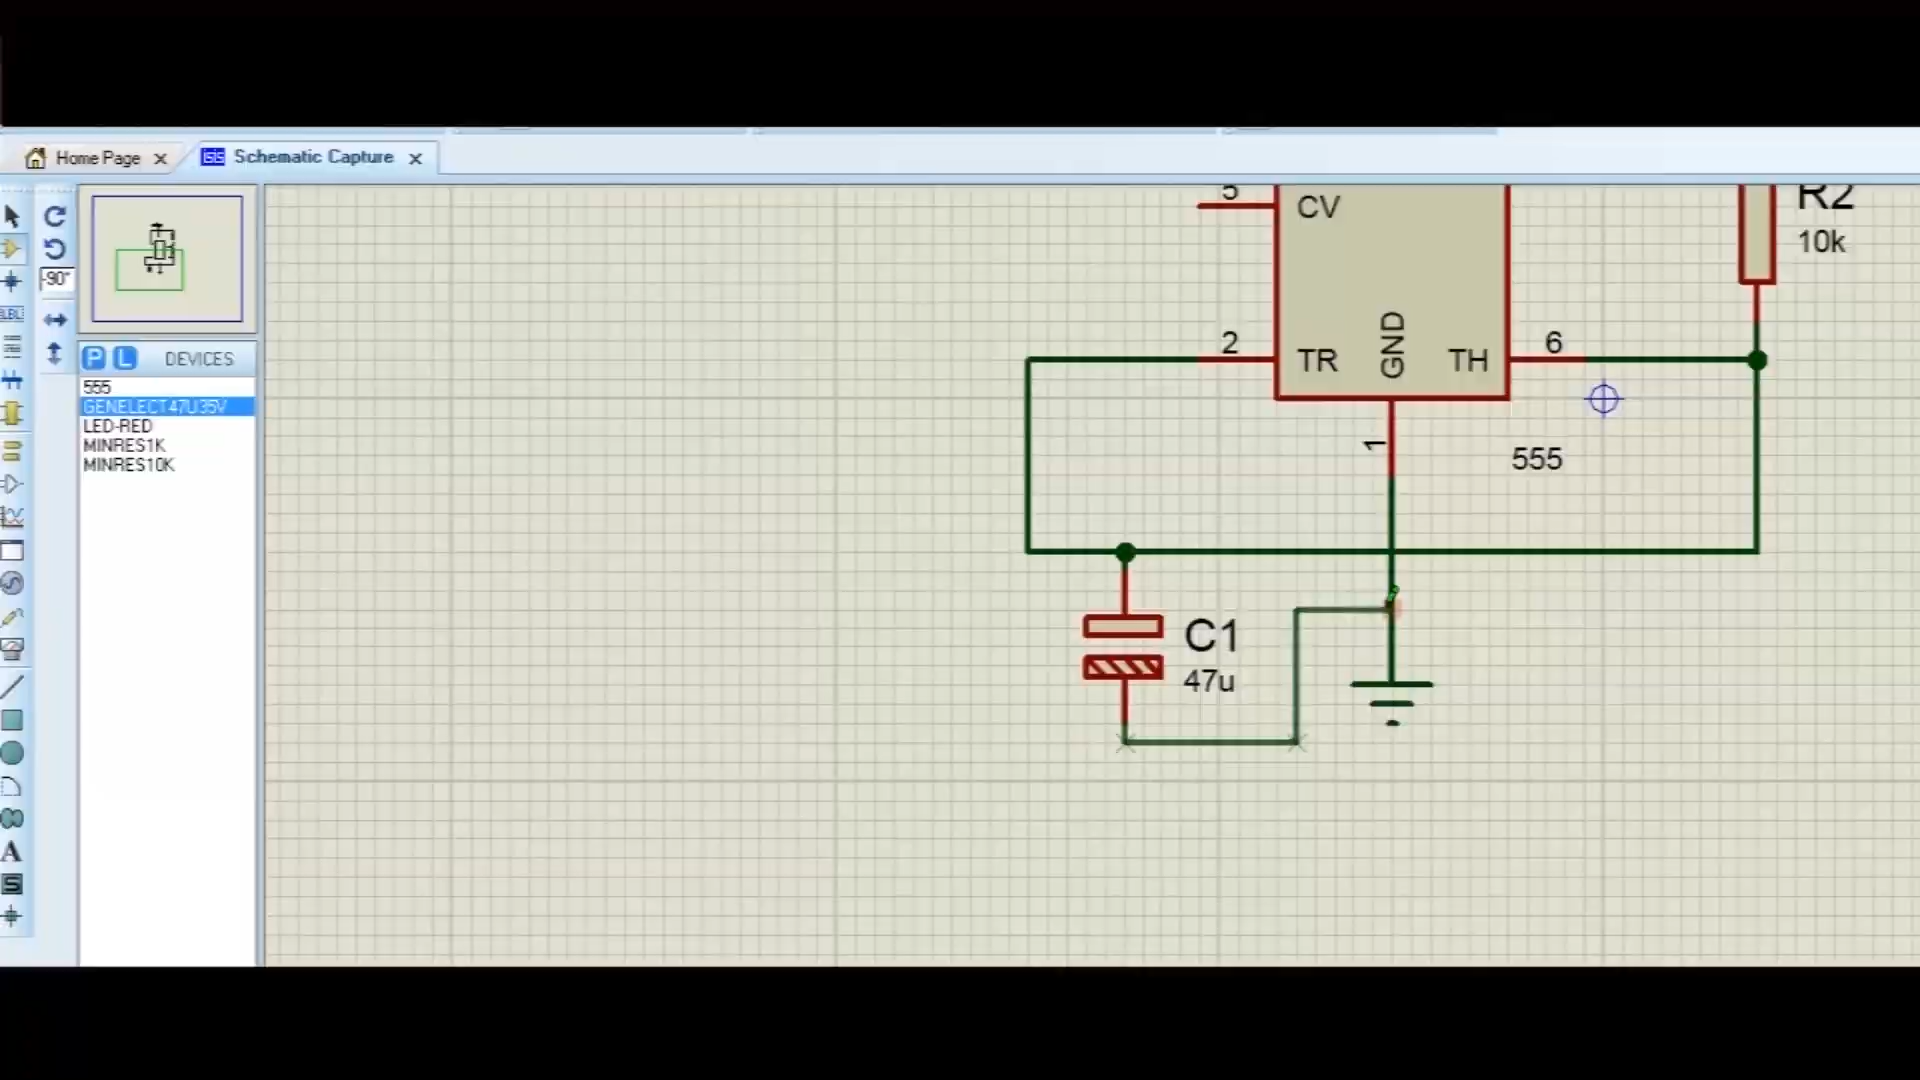 Home Page
Schematic Capture
-90°
LBL
P L DEVICES
555
GENELECT47U35V
LED-RED
MINRES1K
MINRES10K
A
S
5
CV
R2
10k
2
TR
GND
TH
6
1
555
C1
47u